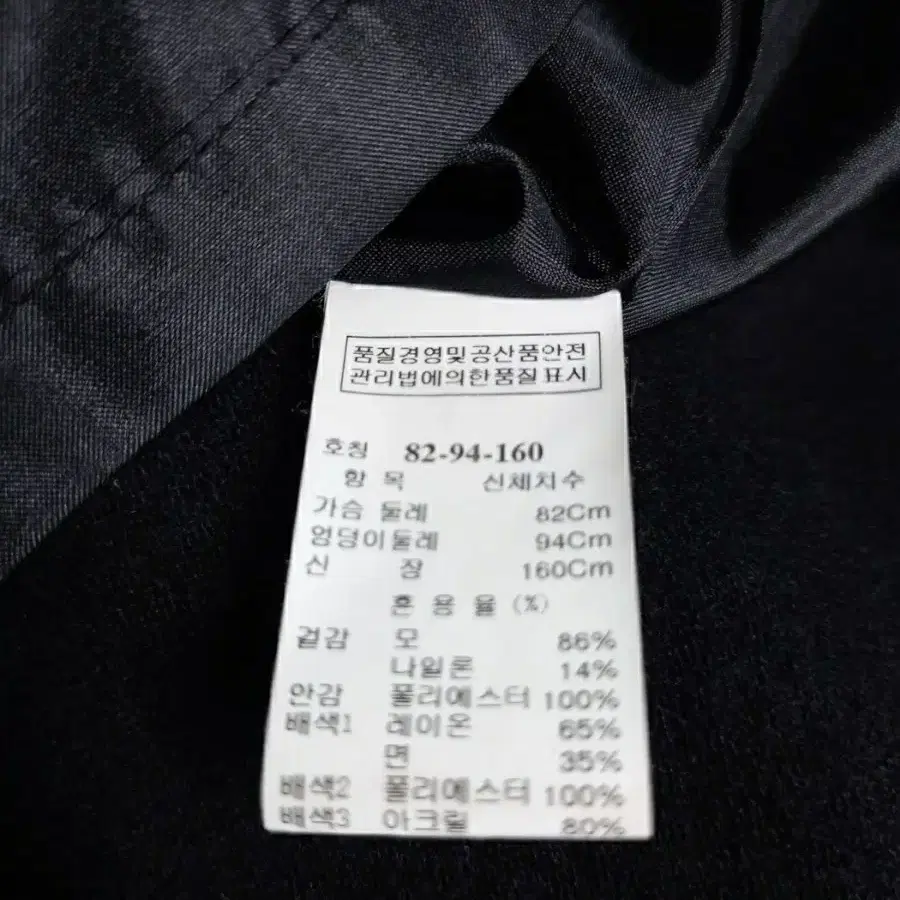 품질경영및공산품안전
관리법에의한품질표시
호칭 82-94-160
항 목 신체치수
가슴 둘레 82Cm
엉덩이둘레 94Cm
신 장 160Cm
혼 용 율 (%)
겉감 모 86%
나일론 14%
안감 폴리에스터 100%
배색1 레이온 65%
면 35%
배색2 폴리에스터 100%
배색3 아크릴 80%